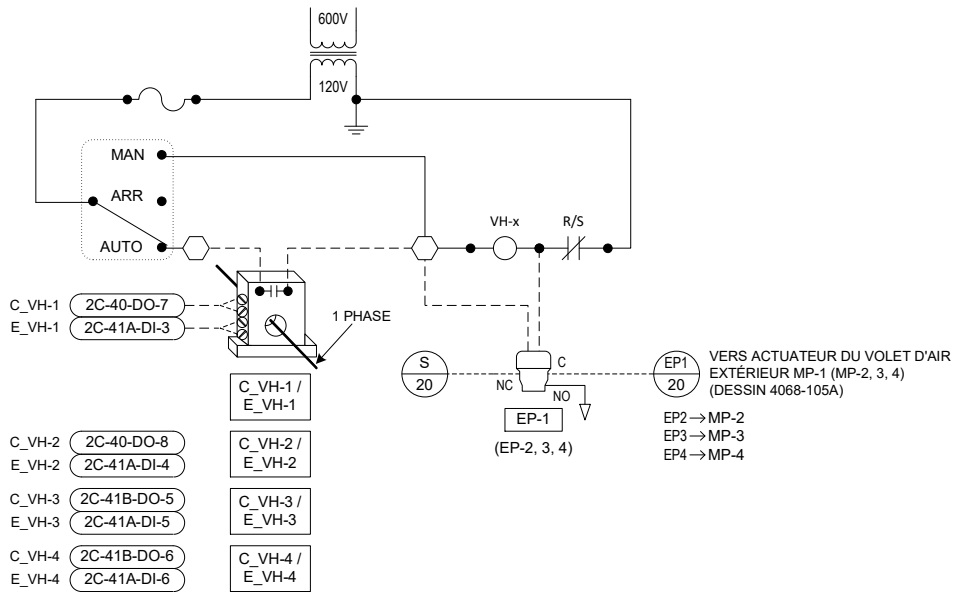 600V
120V
MAN
ARR
AUTO
VH-x
R/S
C_VH-1
2C-40-DO-7
E_VH-1
2C-41A-DI-3
1 PHASE
C_VH-1 /
E_VH-1
S
20
NC
C
NO
EP-1
(EP-2, 3, 4)
EP1
20
VERS ACTUATEUR DU VOLET D'AIR
EXTÉRIEUR MP-1 (MP-2, 3, 4)
(DESSIN 4068-105A)
EP2→MP-2
EP3→MP-3
EP4→MP-4
C_VH-2
2C-40-DO-8
E_VH-2
2C-41A-DI-4
C_VH-2 /
E_VH-2
C_VH-3
2C-41B-DO-5
E_VH-3
2C-41A-DI-5
C_VH-3 /
E_VH-3
C_VH-4
2C-41B-DO-6
E_VH-4
2C-41A-DI-6
C_VH-4 /
E_VH-4